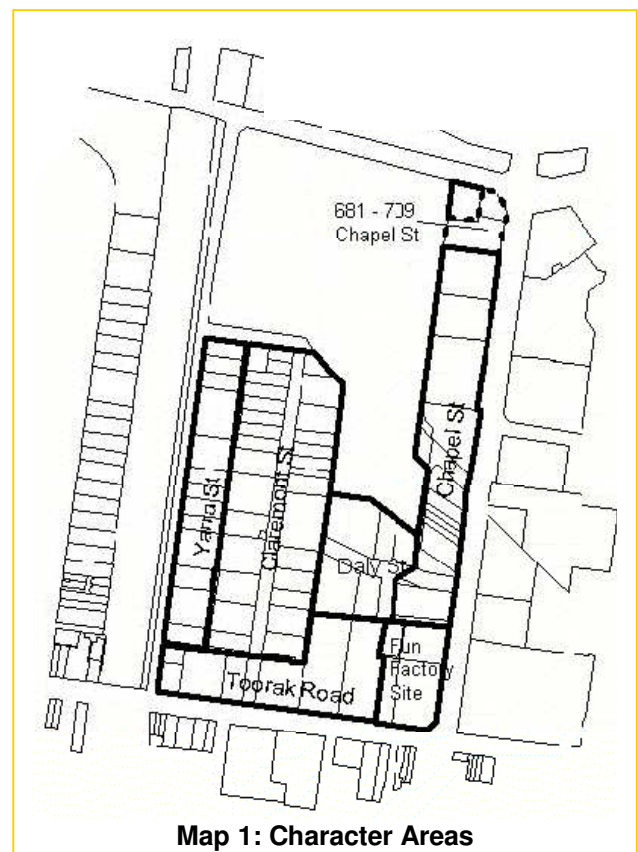 681 - 709
Chapel St
Chapel St
Yarra St
Claremont St
Daly St
Fun
Factory
Site
Toorak Road
Map 1: Character Areas